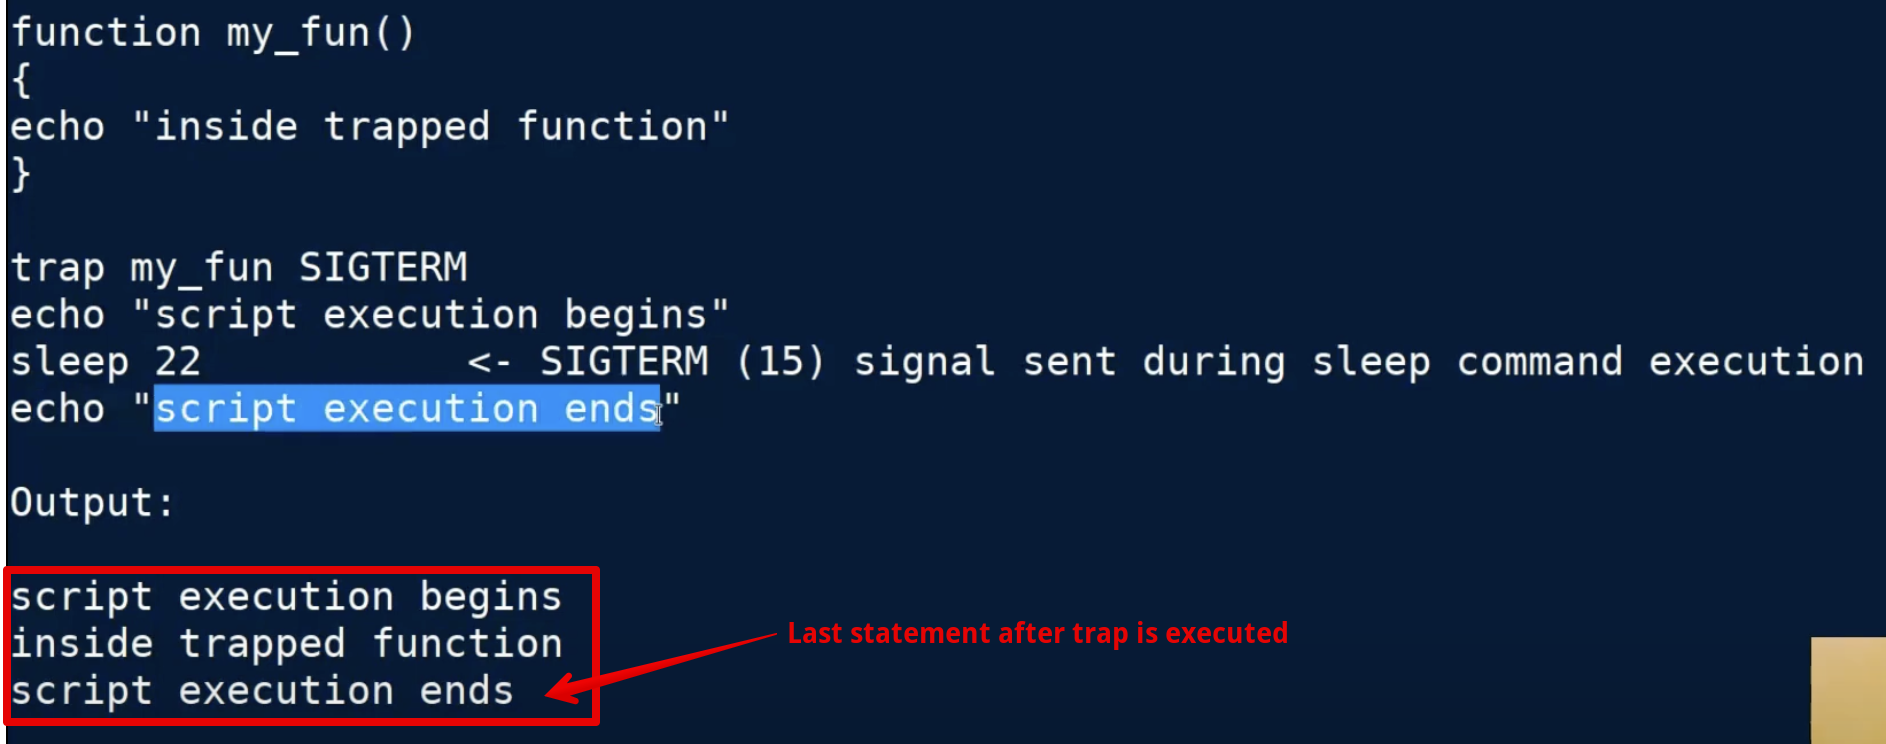 function my_fun()
{
echo "inside trapped function"
}
trap my_fun SIGTERM
echo "script execution begins"
sleep 22 <- SIGTERM (15) signal sent during sleep command execution
echo "script execution ends"
Output:
script execution begins
inside trapped function
script execution ends
Last statement after trap is executed